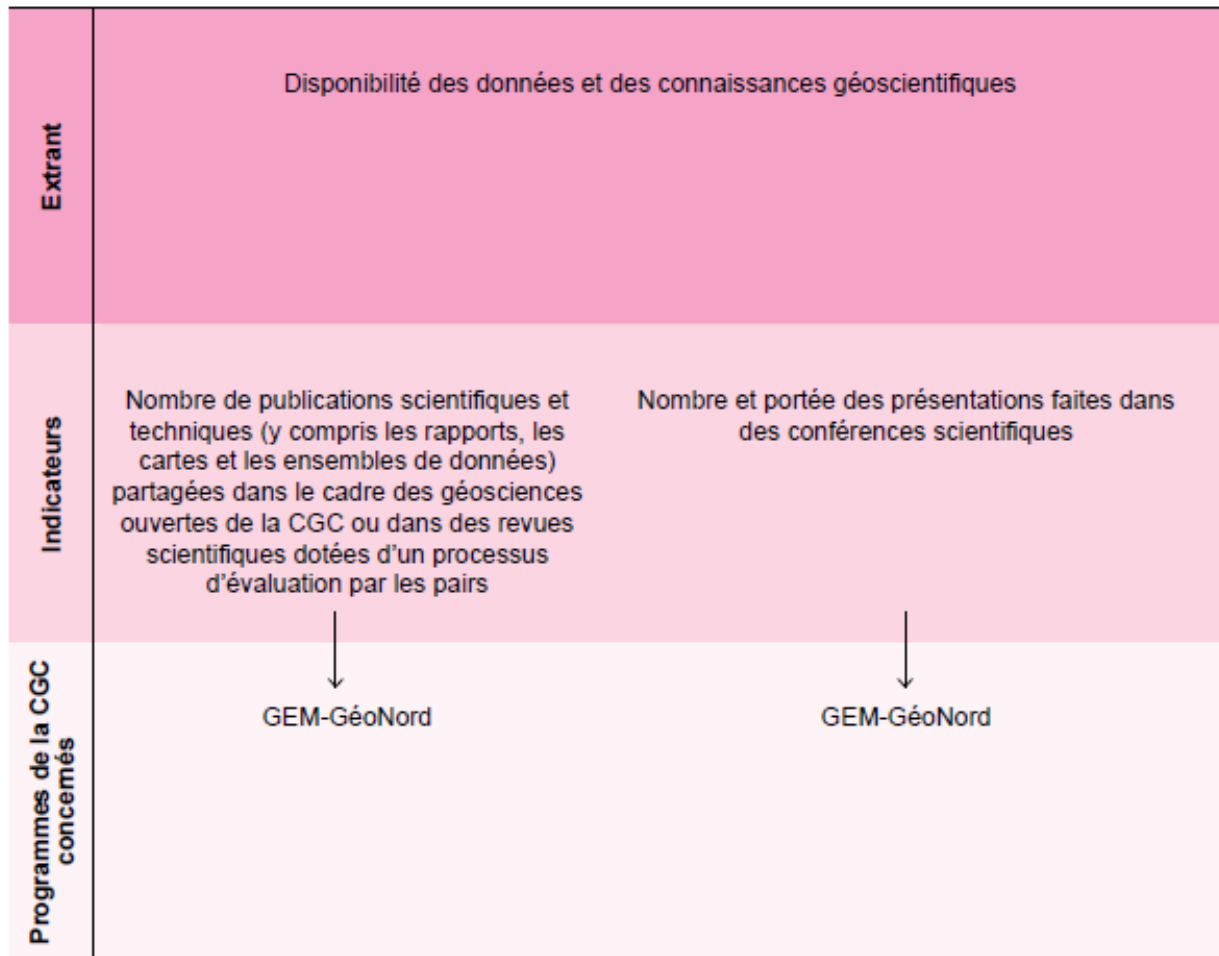 Extrant
Disponibilité des données et des connaissances géoscientifiques
Indicateurs
Nombre de publications scientifiques et
techniques (y compris les rapports, les
cartes et les ensembles de données)
partagées dans le cadre des géosciences
ouvertes de la CGC ou dans des revues
scientifiques dotées d'un processus
d'évaluation par les pairs
Nombre et portée des présentations faites dans
des conférences scientifiques
Programmes de la CGC
concernés
GEM-GéoNord
GEM-GéoNord